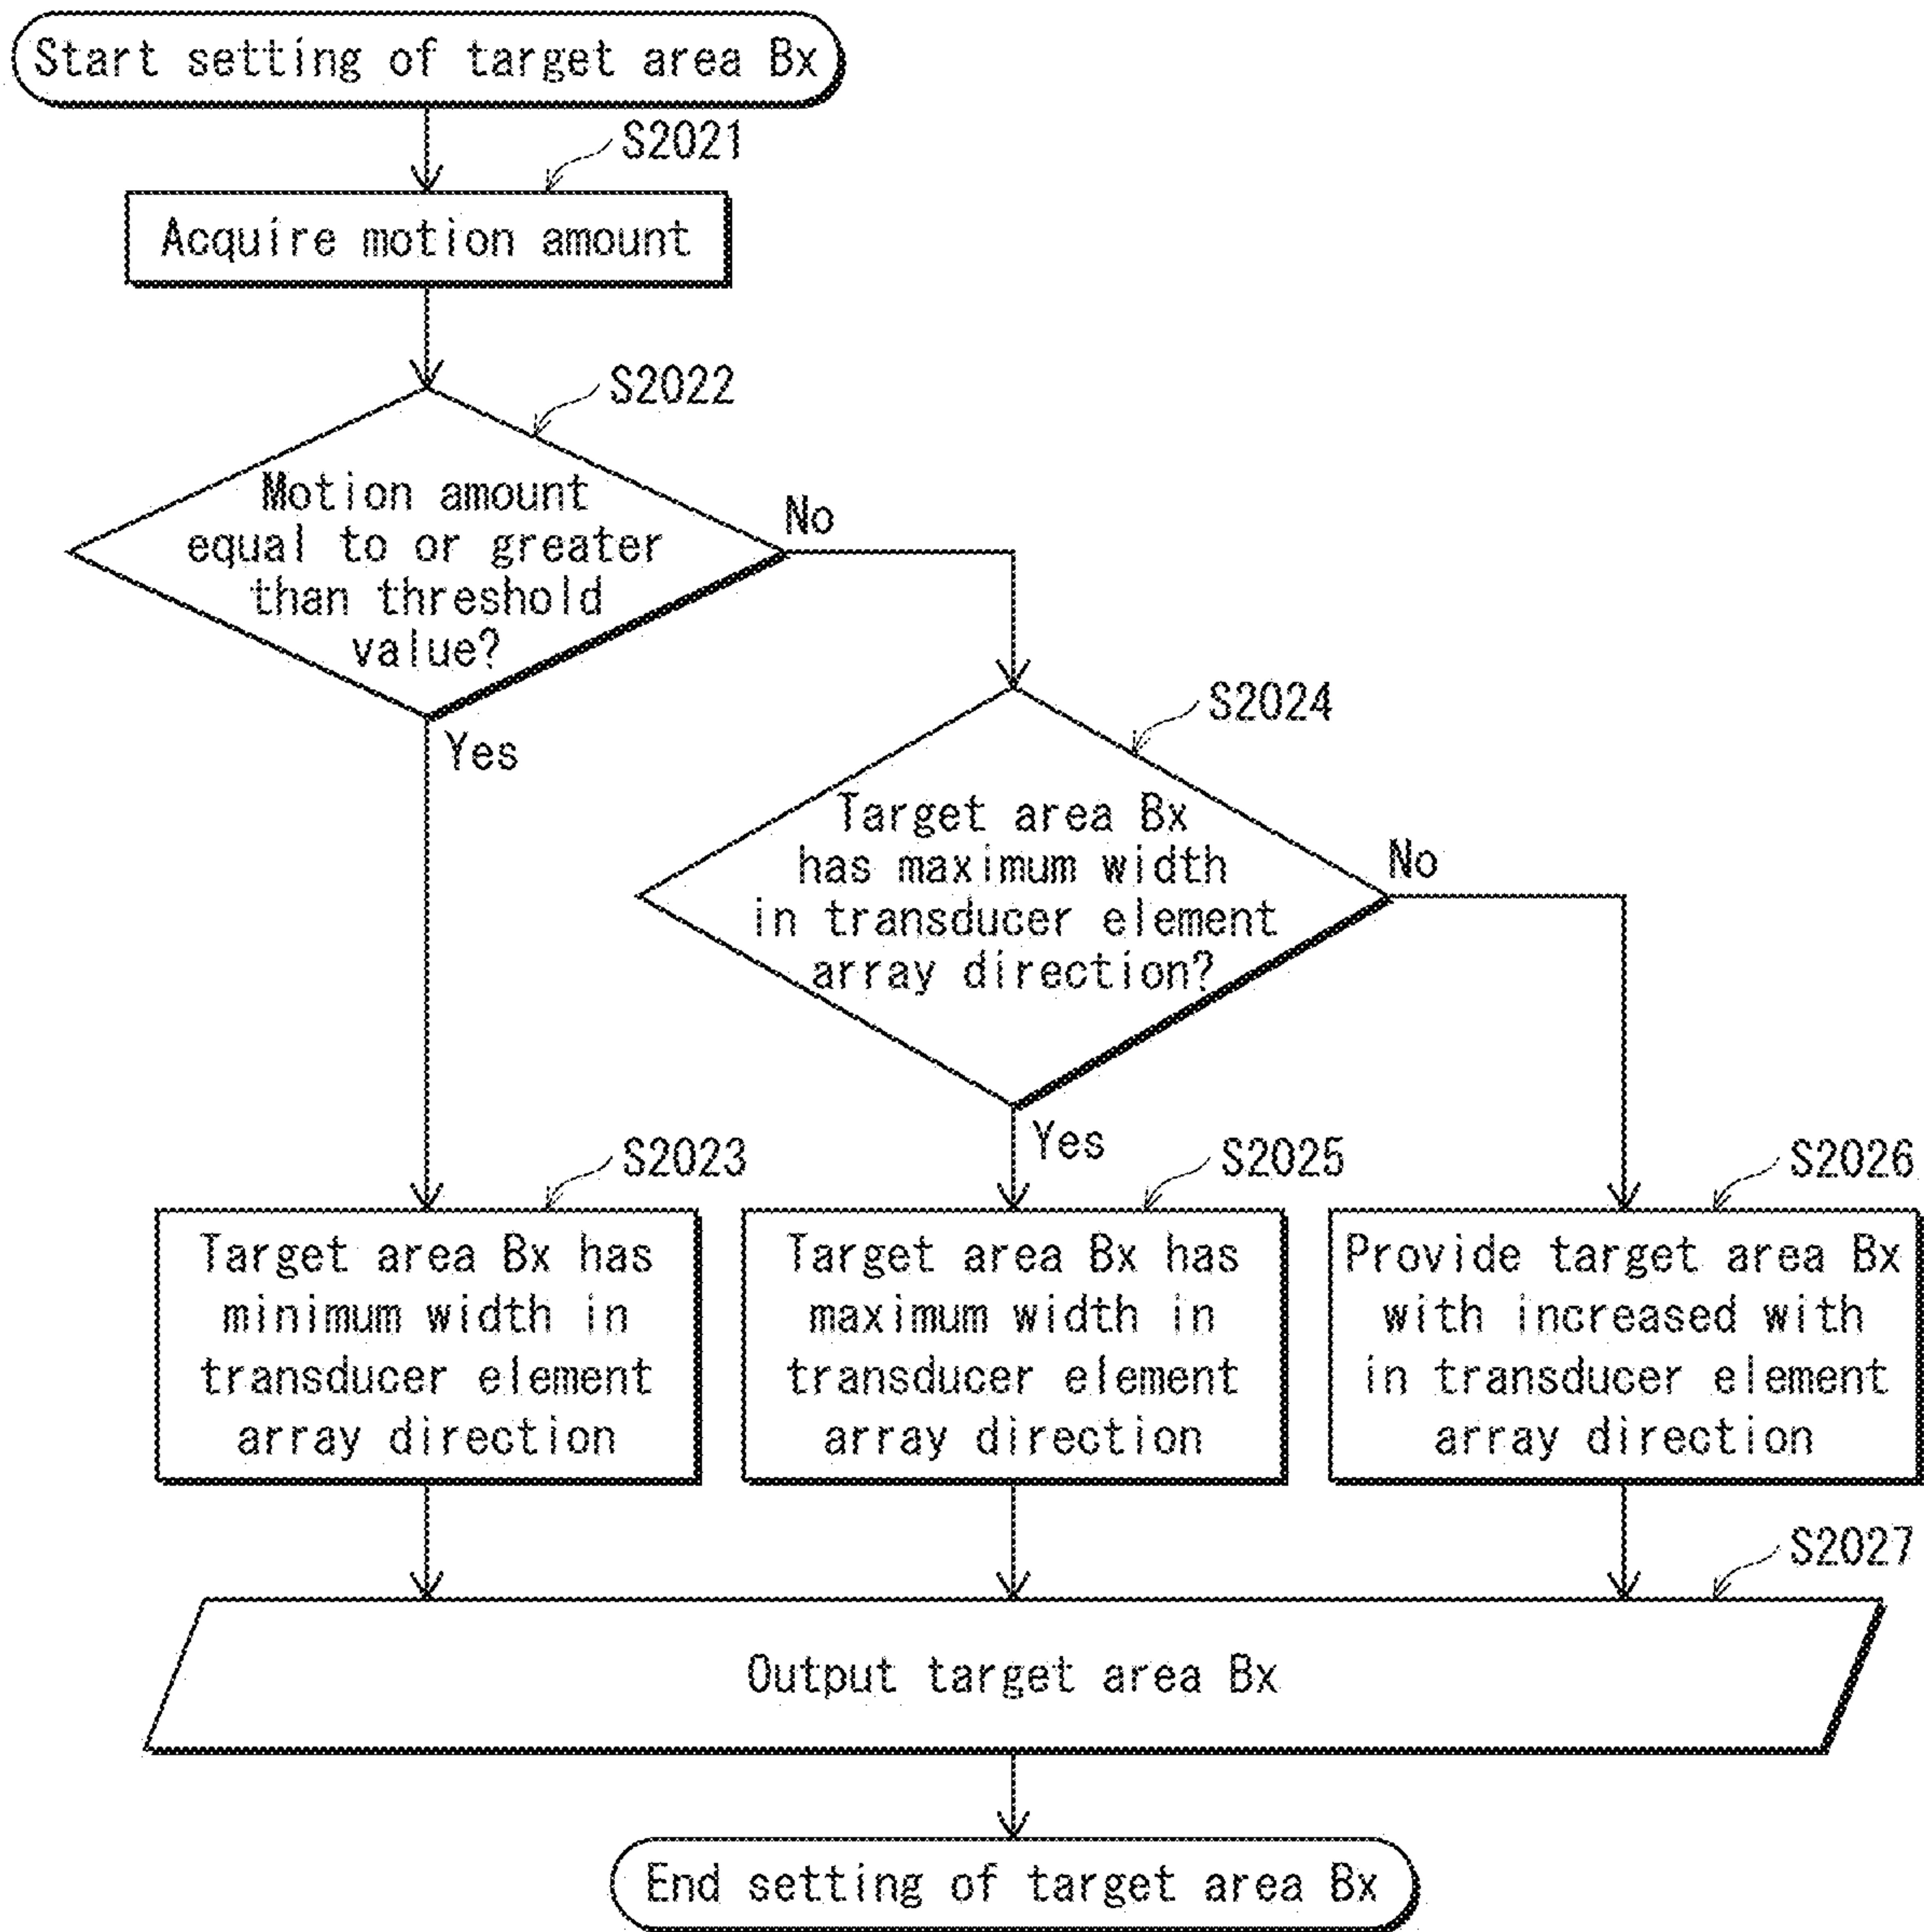 Start setting of target area Bx
S2021
Acquire motion amount
S2022
Motion amount
equal to or greater
than threshold
value?
No
Yes
S2024
Target area Bx
has maximum width
in transducer element
array direction?
No
Yes
S2023
Target area Bx has
minimum width in
transducer element
array direction
S2025
Target area Bx has
maximum width in
transducer element
array direction
S2026
Provide target area Bx
with increased with
in transducer element
array direction
S2027
Output target area Bx
End setting of target area Bx